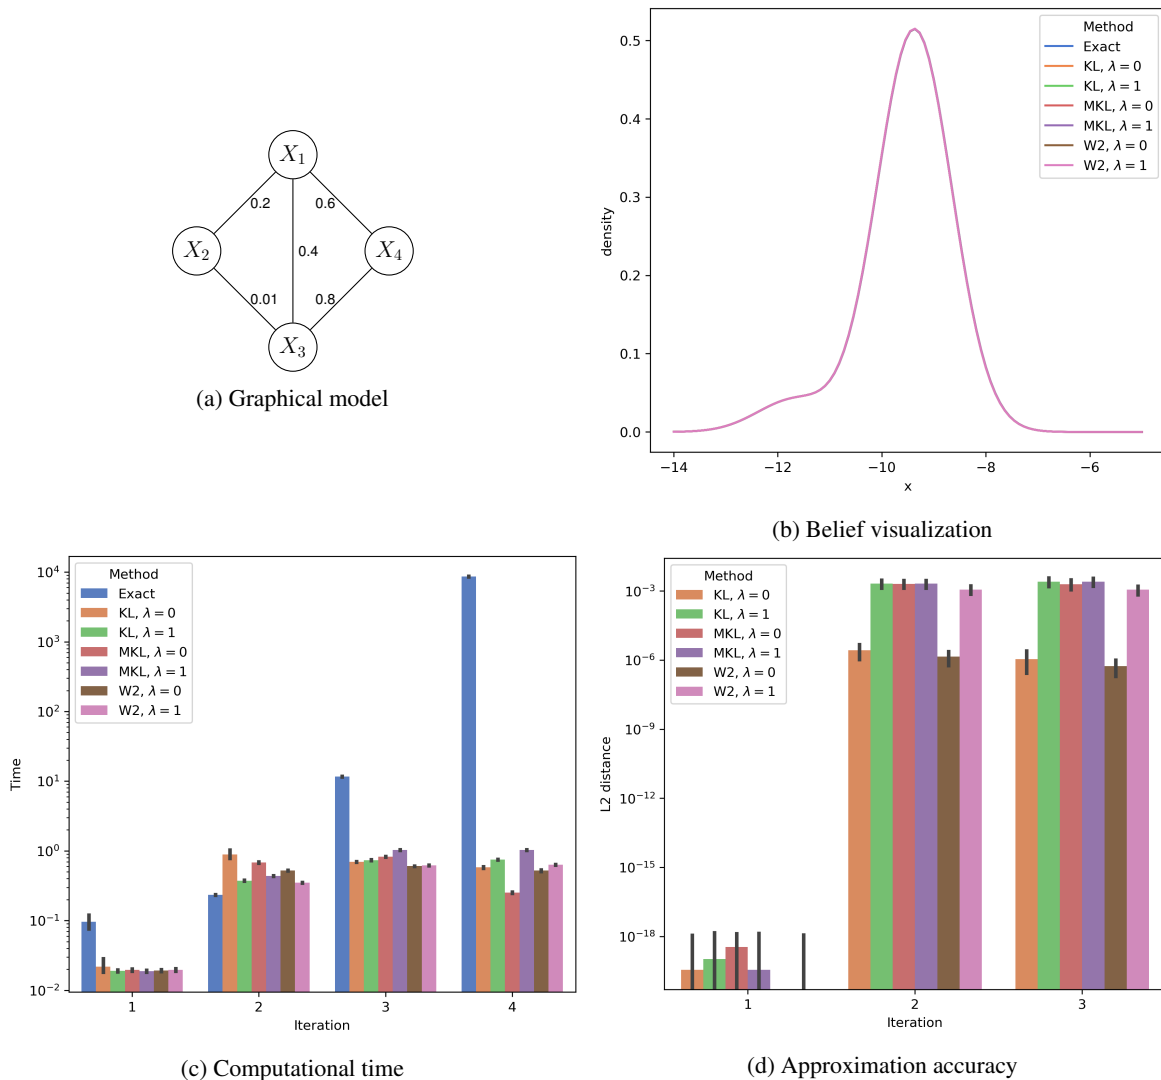 X1
X2
X3
X4
0.2
0.6
0.4
0.01
0.8
(a) Graphical model
0.5
0.4
0.3
0.2
0.1
0.0
density
−14
−12
−10
−8
−6
x
Method
Exact
KL, λ = 0
KL, λ = 1
MKL, λ = 0
MKL, λ = 1
W2, λ = 0
W2, λ = 1
(b) Belief visualization
10^4
10^3
10^2
10^1
10^0
10^−1
10^−2
Time
Method
Exact
KL, λ = 0
KL, λ = 1
MKL, λ = 0
MKL, λ = 1
W2, λ = 0
W2, λ = 1
1
2
3
4
Iteration
(c) Computational time
10^−3
10^−6
10^−9
10^−12
10^−15
10^−18
L2 distance
Method
KL, λ = 0
KL, λ = 1
MKL, λ = 0
MKL, λ = 1
W2, λ = 0
W2, λ = 1
1
2
3
Iteration
(d) Approximation accuracy